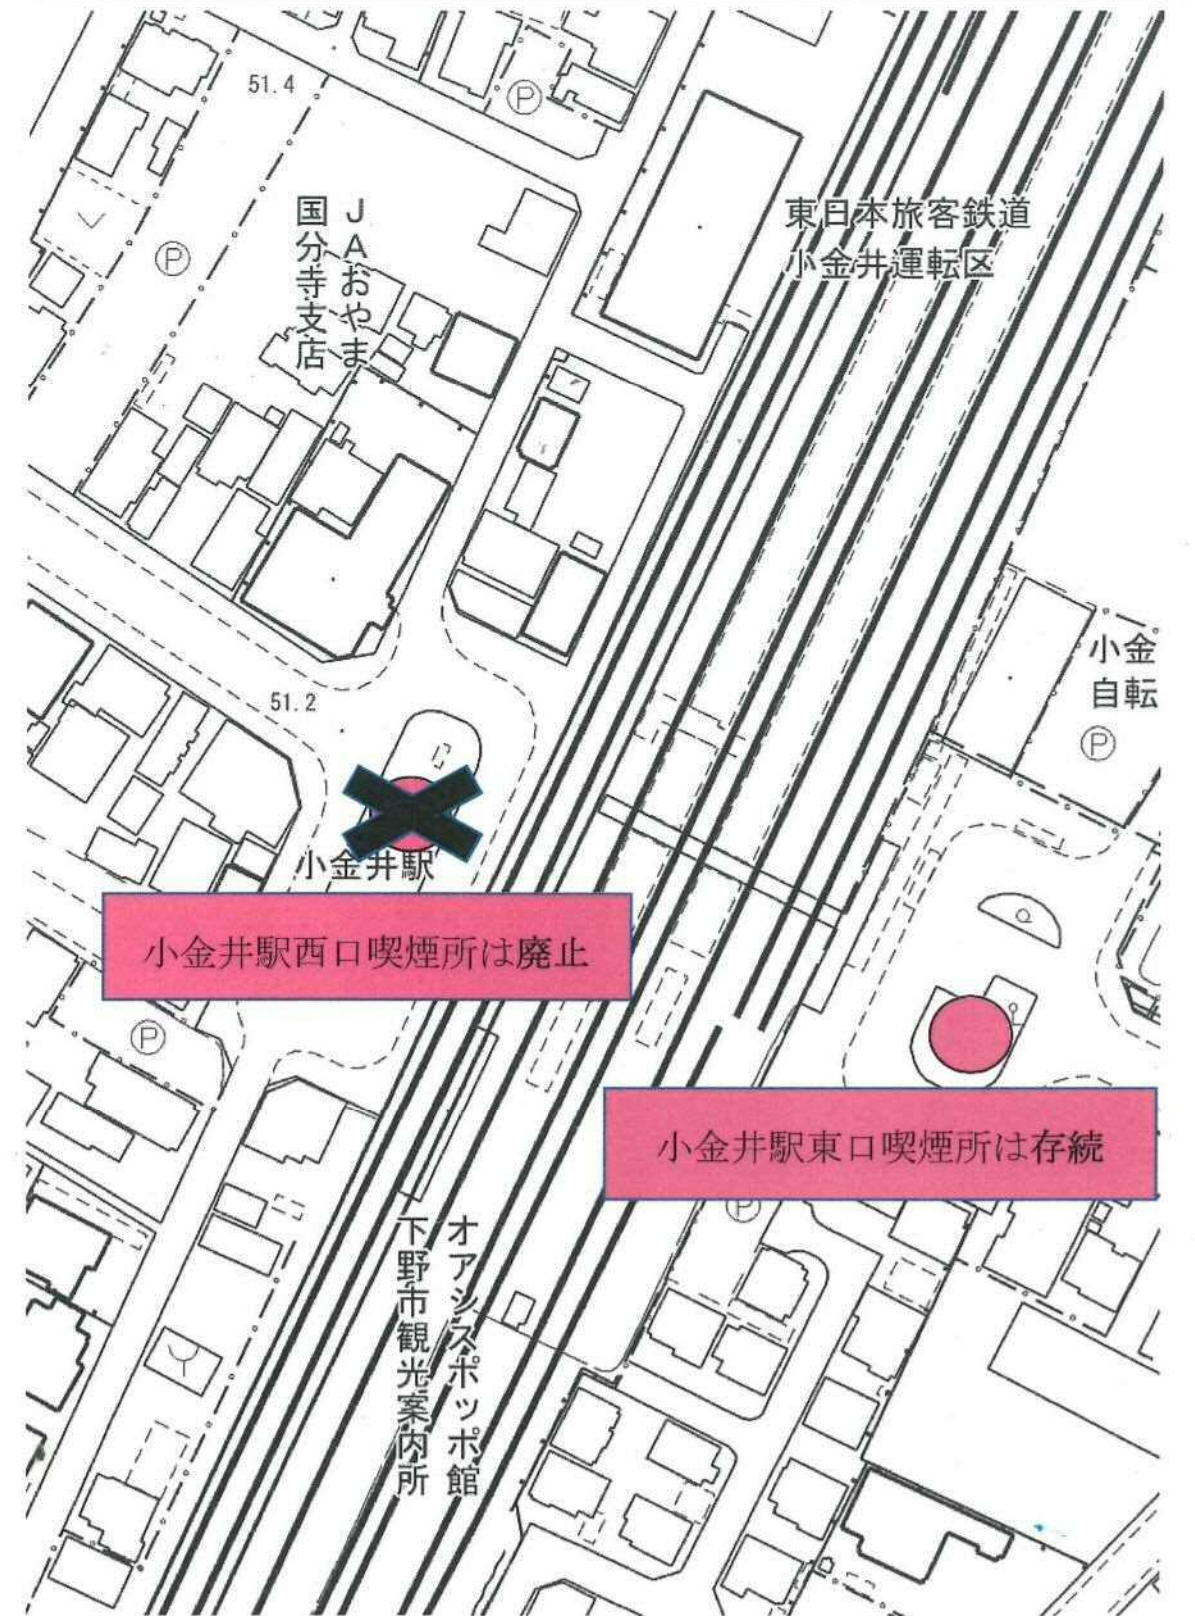 51.4
Ⓟ
東日本旅客鉄道
小金井運転区
JAおやま
国分寺支店
Ⓟ
小金
自転
Ⓟ
51.2
小金井駅
小金井駅西口喫煙所は廃止
Ⓟ
小金井駅東口喫煙所は存続
Ⓟ
オアシスポッポ館
下野市観光案内所